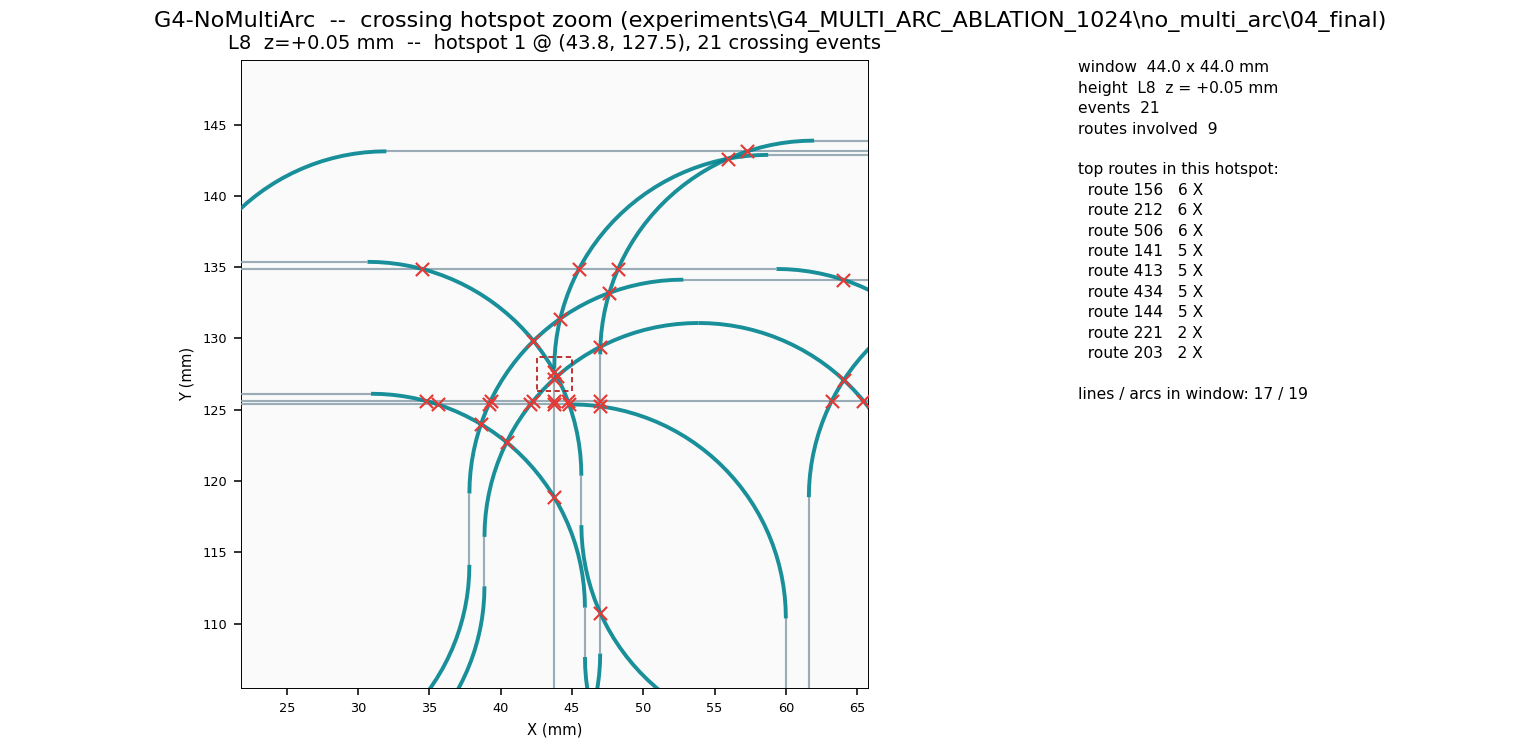 G4-NoMultiArc  --  crossing hotspot zoom (experiments\G4_MULTI_ARC_ABLATION_1024\no_multi_arc\04_final)
L8  z=+0.05 mm  --  hotspot 1 @ (43.8, 127.5), 21 crossing events
window  44.0 x 44.0 mm
height  L8  z = +0.05 mm
events  21
routes involved  9
top routes in this hotspot:
route 156   6 X
route 212   6 X
route 506   6 X
route 141   5 X
route 413   5 X
route 434   5 X
route 144   5 X
route 221   2 X
route 203   2 X
lines / arcs in window: 17 / 19
145
140
135
130
125
120
115
110
Y (mm)
25 30 35 40 45 50 55 60 65
X (mm)